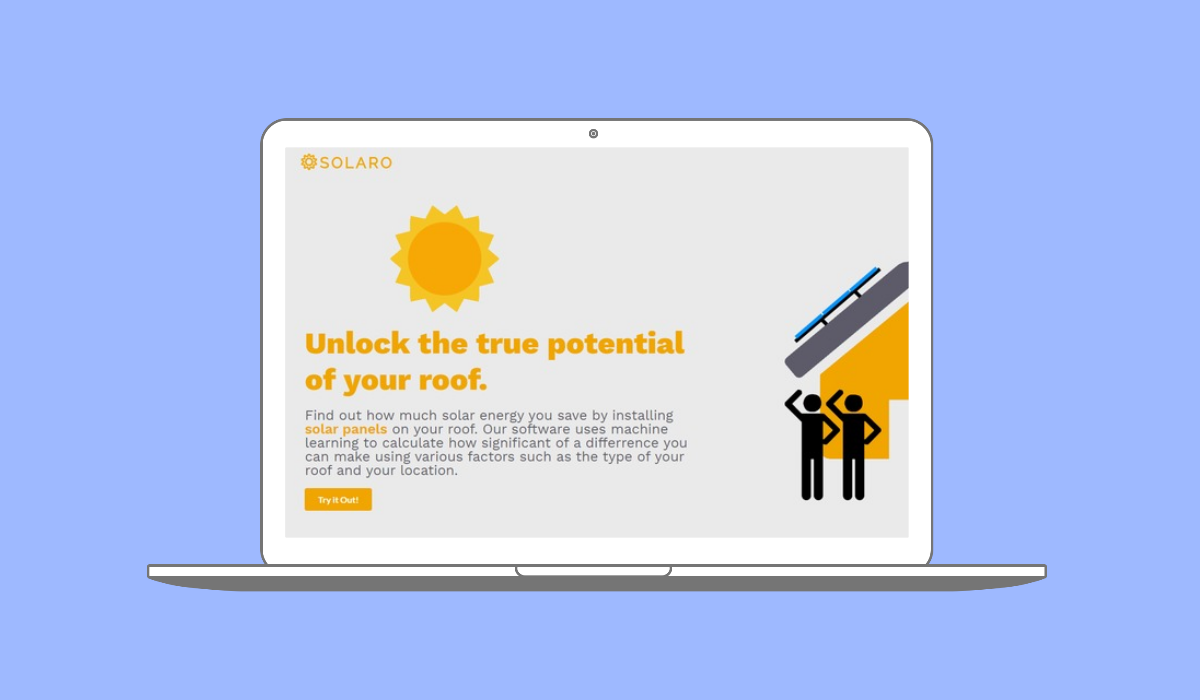 SOLARO
Unlock the true potential
of your roof.
Find out how much solar energy you save by installing
solar panels on your roof. Our software uses machine
learning to calculate how significant of a differrence you
can make using various factors such as the type of your
roof and your location.
Try it Out!